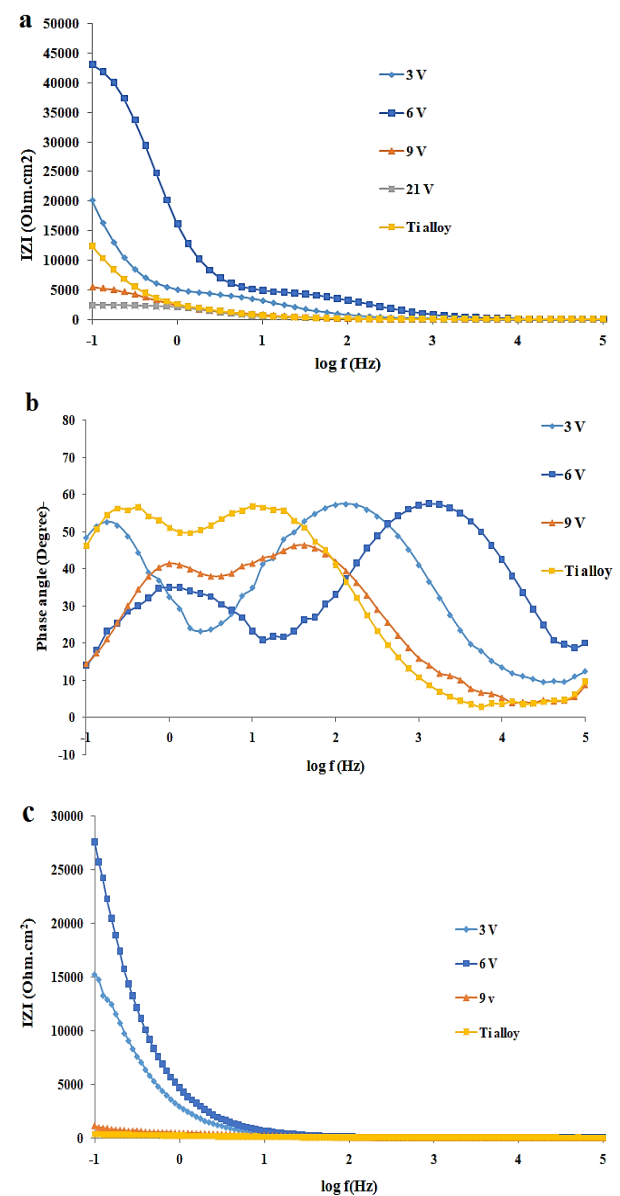 a
50000
45000
40000
35000
30000
25000
20000
15000
10000
5000
0
IZI (Ohm.cm2)
-1 0 1 2 3 4 5
log f (Hz)
3 V
6 V
9 V
21 V
Ti alloy
b
80
70
60
50
40
30
20
10
0
-10
Phase angle (Degree)-
-1 0 1 2 3 4 5
log f (Hz)
3 V
6 V
9 V
Ti alloy
c
30000
25000
20000
15000
10000
5000
0
IZI (Ohm.cm²)
-1 0 1 2 3 4 5
log f(Hz)
3 V
6 V
9 v
Ti alloy